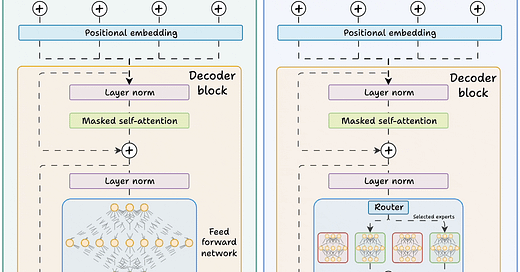 Positional embedding
Decoder
block
Layer norm
Masked self-attention
Layer norm
Feed
forward
network
Positional embedding
Decoder
block
Layer norm
Masked self-attention
Layer norm
Router
Selected experts